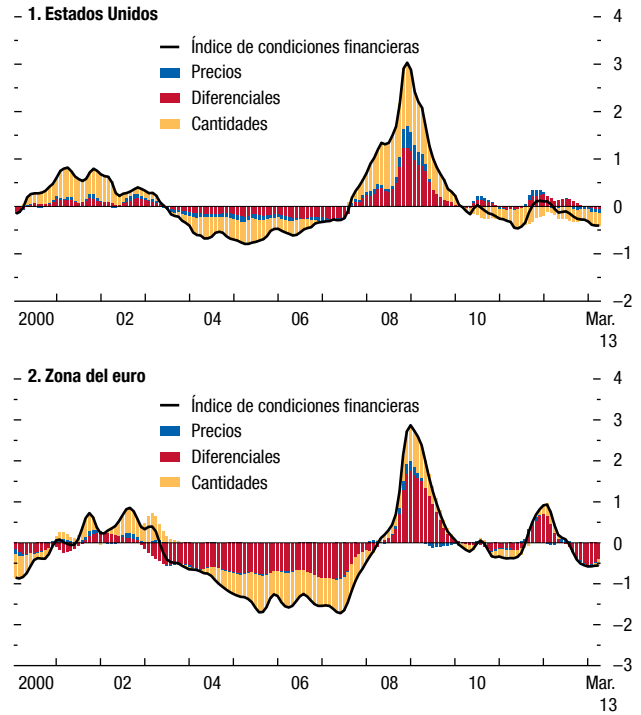 1. Estados Unidos
Índice de condiciones financieras
Precios
Diferenciales
Cantidades
4
3
2
1
0
–1
–2
2000 02 04 06 08 10 Mar.
13
2. Zona del euro
Índice de condiciones financieras
Precios
Diferenciales
Cantidades
4
3
2
1
0
–1
–2
–3
2000 02 04 06 08 10 Mar.
13